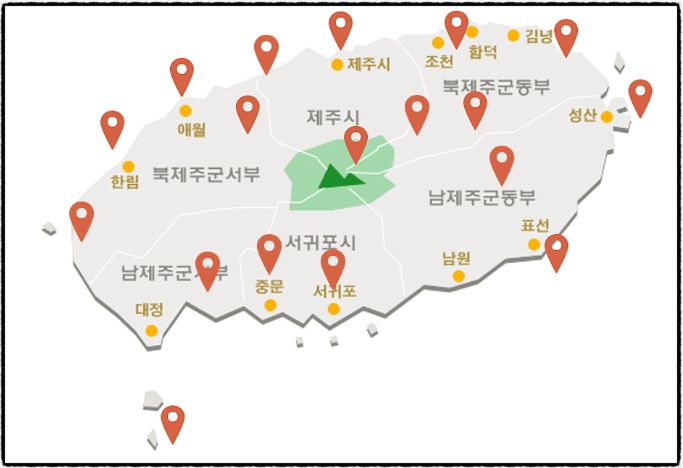 김녕
함덕
조천
제주시
북제주군동부
제주시
성산
애월
한림
북제주군서부
남제주군동부
표선
서귀포시
남원
남제주군서부
중문
서귀포
대정